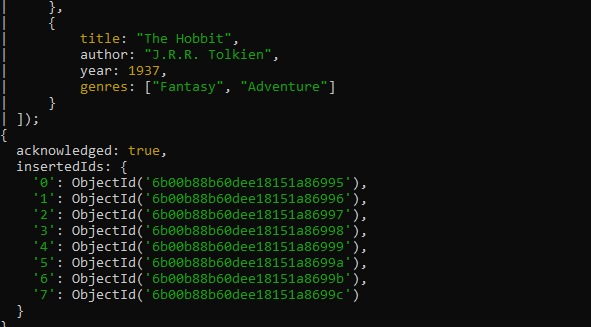 |     },
|     {
|         title: "The Hobbit",
|         author: "J.R.R. Tolkien",
|         year: 1937,
|         genres: ["Fantasy", "Adventure"]
|     }
| ]);
{
  acknowledged: true,
  insertedIds: {
    '0': ObjectId('6b00b88b60dee18151a86995'),
    '1': ObjectId('6b00b88b60dee18151a86996'),
    '2': ObjectId('6b00b88b60dee18151a86997'),
    '3': ObjectId('6b00b88b60dee18151a86998'),
    '4': ObjectId('6b00b88b60dee18151a86999'),
    '5': ObjectId('6b00b88b60dee18151a8699a'),
    '6': ObjectId('6b00b88b60dee18151a8699b'),
    '7': ObjectId('6b00b88b60dee18151a8699c')
  }
}